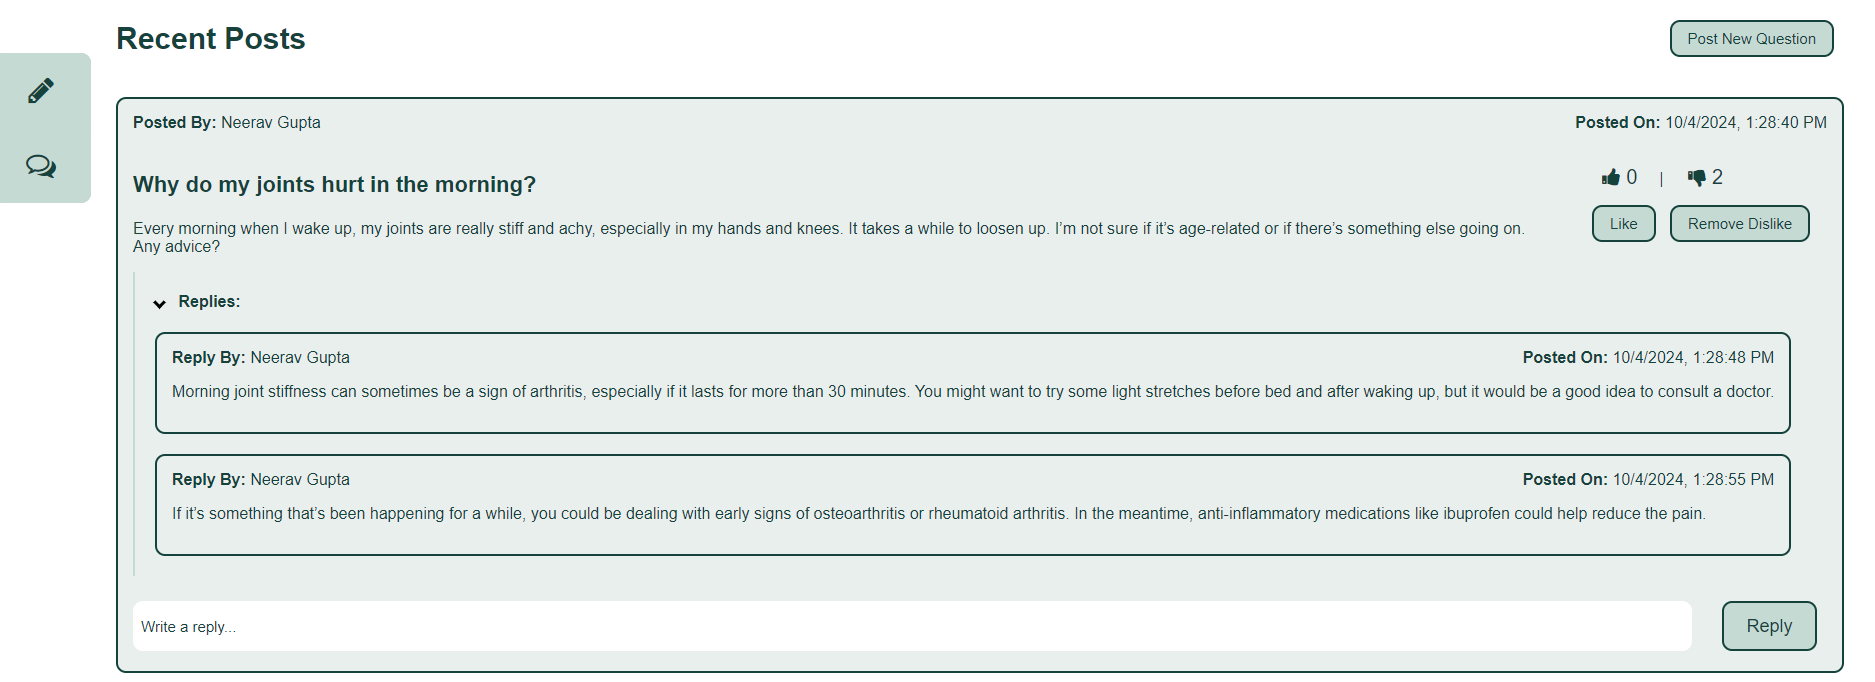 Recent Posts
Post New Question
Posted By: Neerav Gupta
Posted On: 10/4/2024, 1:28:40 PM
Why do my joints hurt in the morning?
0 | 2
Every morning when I wake up, my joints are really stiff and achy, especially in my hands and knees. It takes a while to loosen up. I’m not sure if it’s age-related or if there’s something else going on.
Any advice?
Like
Remove Dislike
Replies:
Reply By: Neerav Gupta
Posted On: 10/4/2024, 1:28:48 PM
Morning joint stiffness can sometimes be a sign of arthritis, especially if it lasts for more than 30 minutes. You might want to try some light stretches before bed and after waking up, but it would be a good idea to consult a doctor.
Reply By: Neerav Gupta
Posted On: 10/4/2024, 1:28:55 PM
If it’s something that’s been happening for a while, you could be dealing with early signs of osteoarthritis or rheumatoid arthritis. In the meantime, anti-inflammatory medications like ibuprofen could help reduce the pain.
Write a reply...
Reply